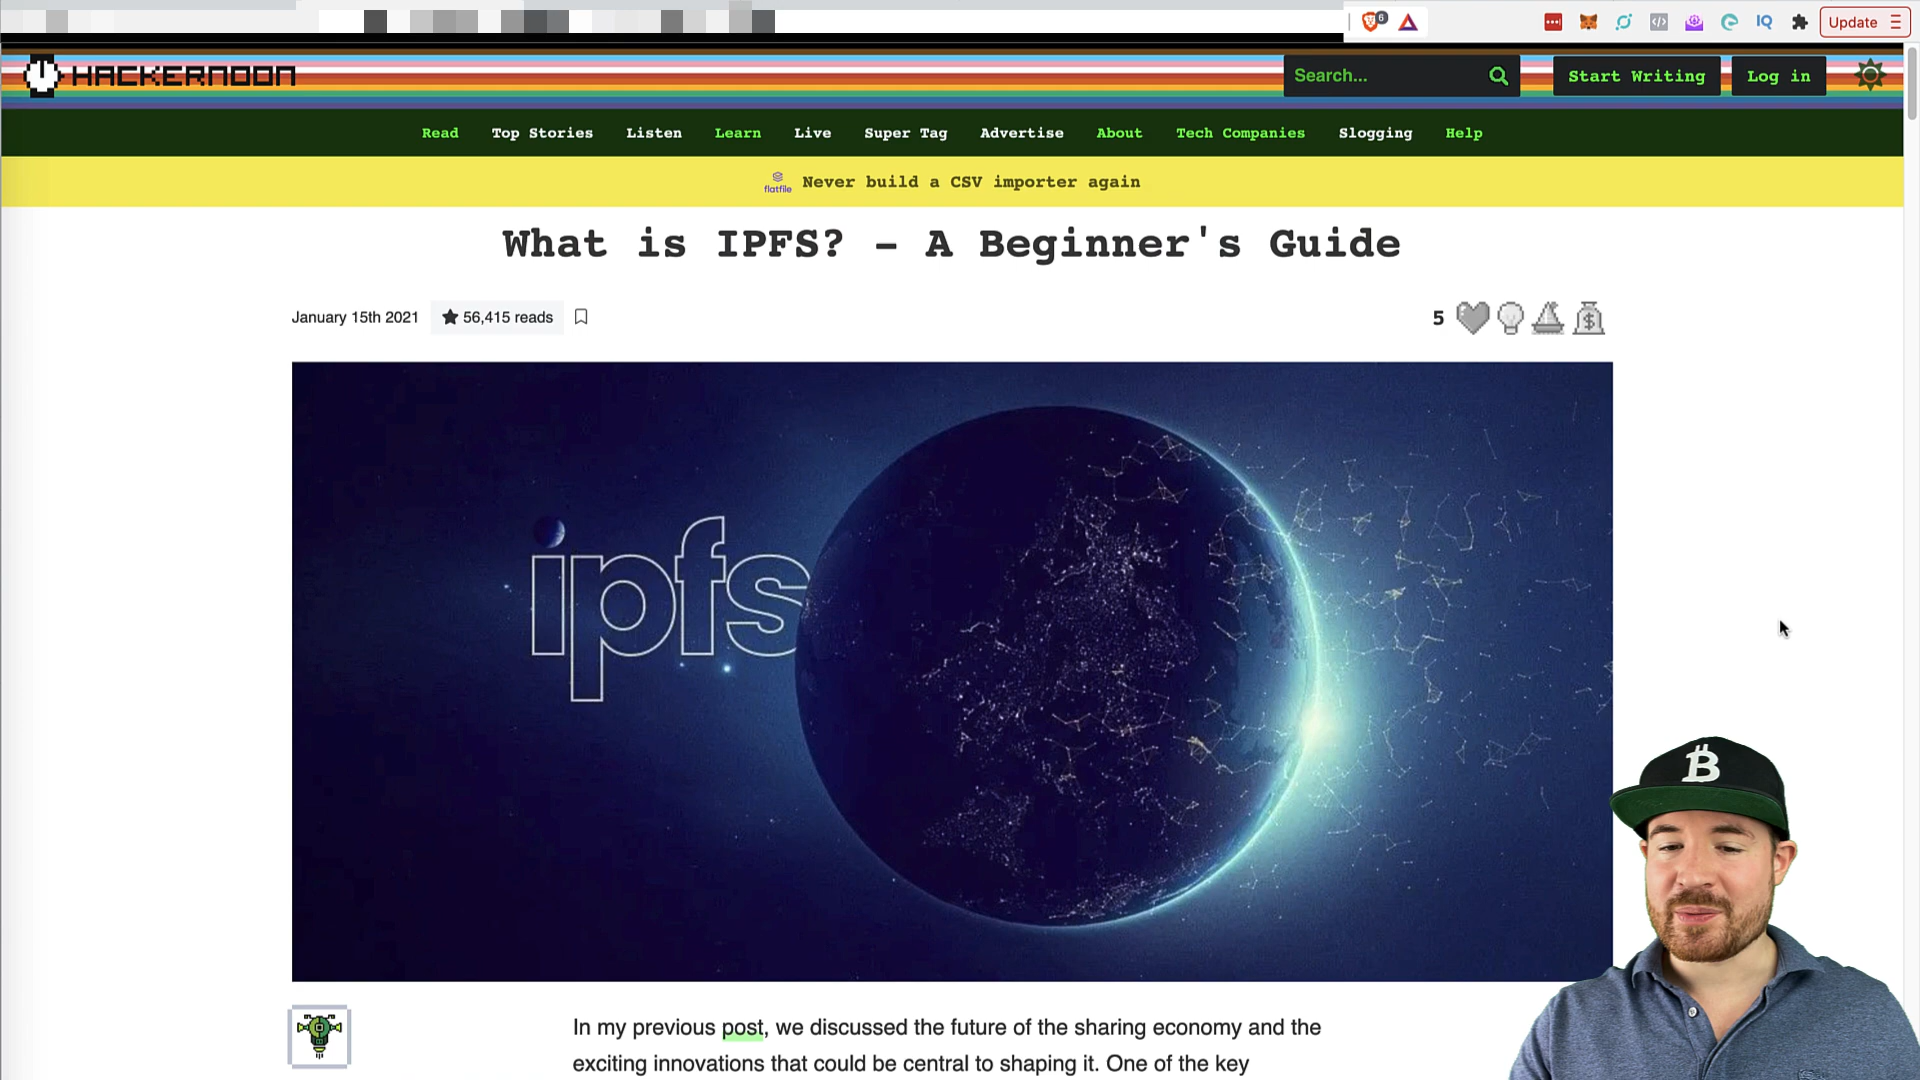 6
IQ
Update
HACKERNOON
Search...
Start Writing
Log in
Read
Top Stories
Listen
Learn
Live
Super Tag
Advertise
About
Tech Companies
Slogging
Help
flatfile
Never build a CSV importer again
What is IPFS? – A Beginner's Guide
January 15th 2021
56,415 reads
5
ipfs
In my previous post, we discussed the future of the sharing economy and the
exciting innovations that could be central to shaping it. One of the key